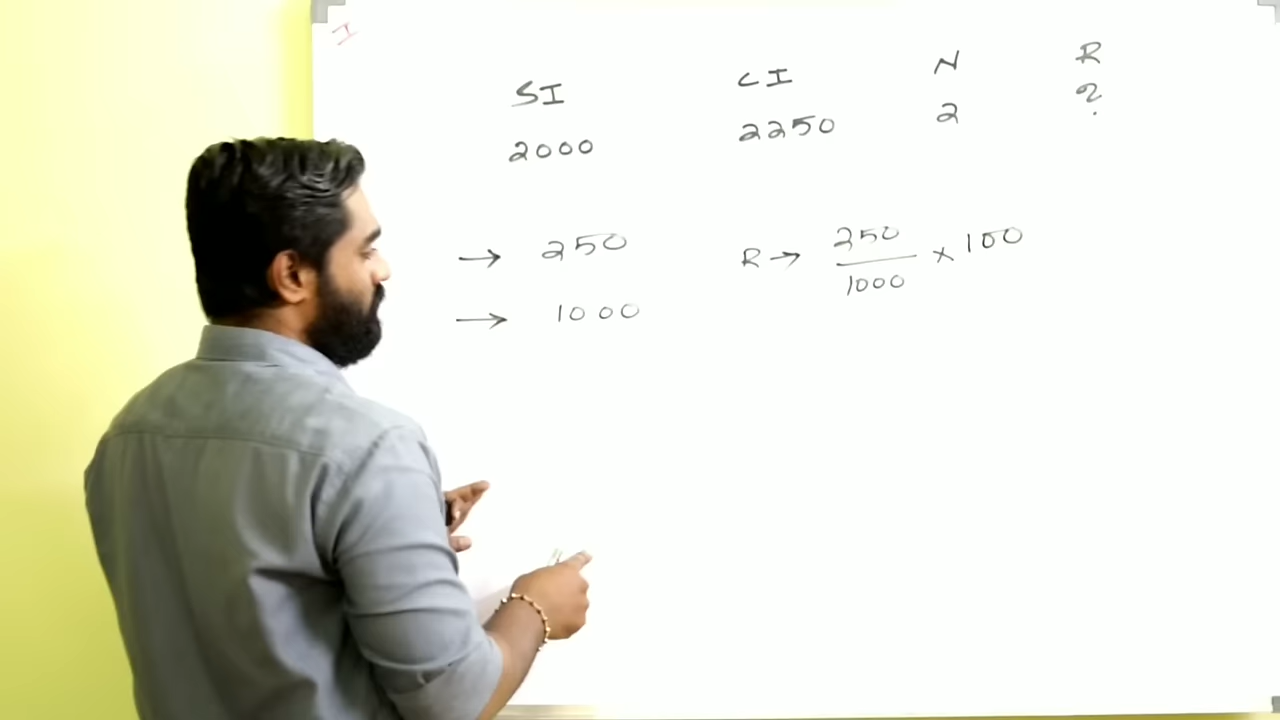 SI CI N R
2000 2250 2 ?
→ 250 R → 250/1000 × 100
→ 1000